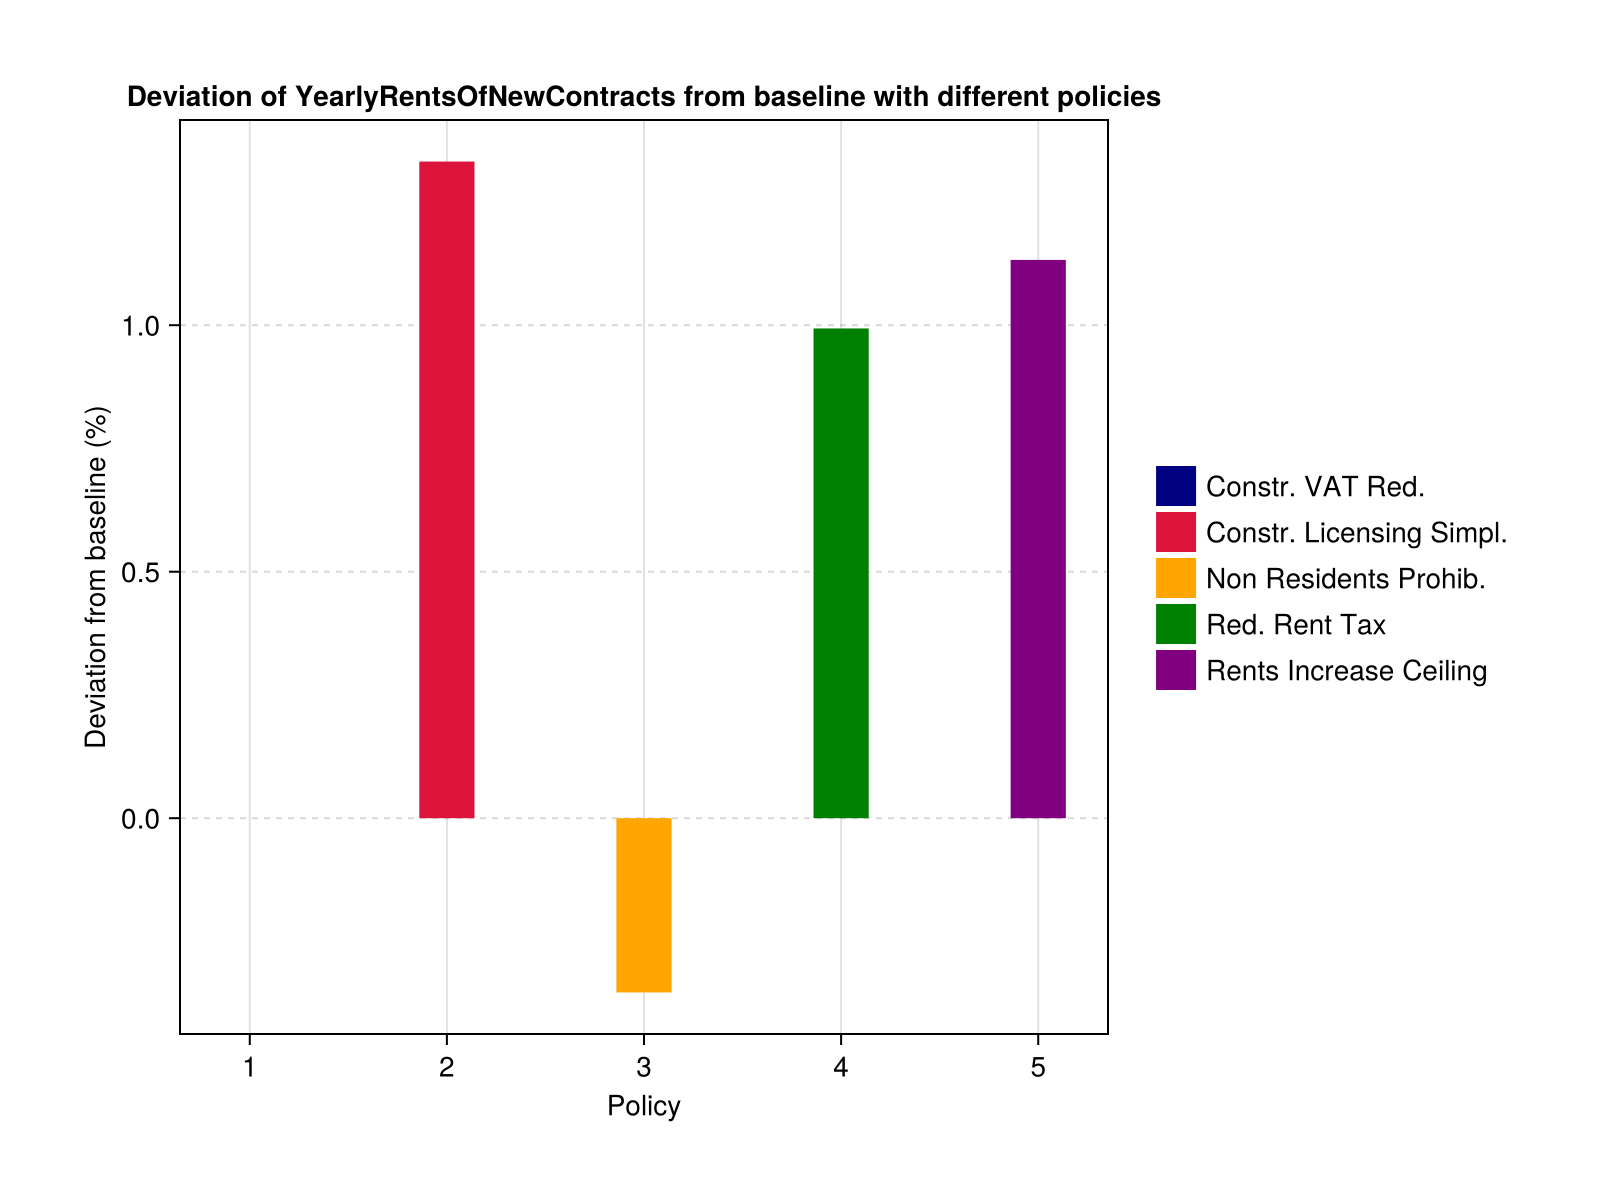 Deviation of YearlyRentsOfNewContracts from baseline with different policies
Deviation from baseline (%)
1.0
0.5
0.0
1 2 3 4 5
Policy
Constr. VAT Red.
Constr. Licensing Simpl.
Non Residents Prohib.
Red. Rent Tax
Rents Increase Ceiling